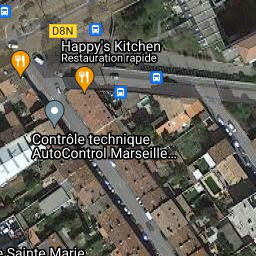 D8N
Happy's Kitchen
Restauration rapide
Contrôle technique
AutoControl Marseille...
Sainte Marie